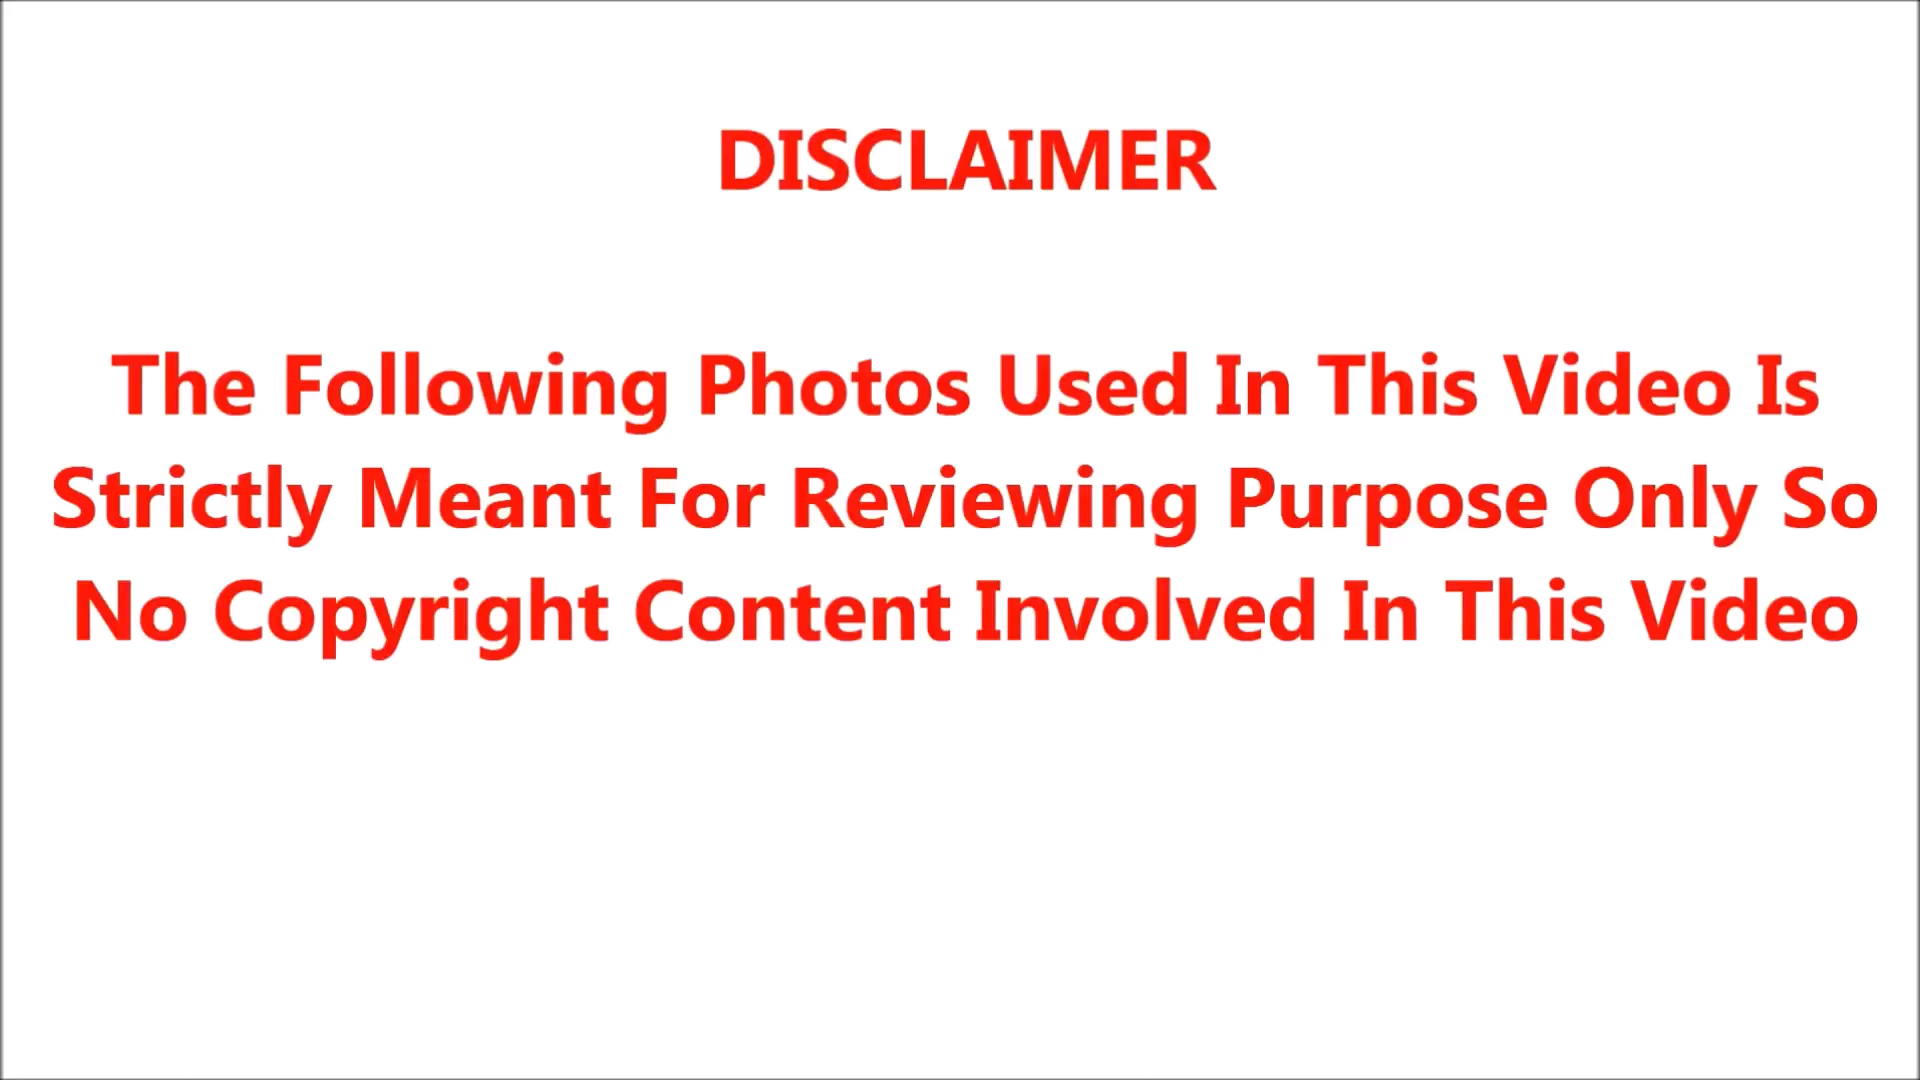 DISCLAIMER
The Following Photos Used In This Video Is
Strictly Meant For Reviewing Purpose Only So
No Copyright Content Involved In This Video